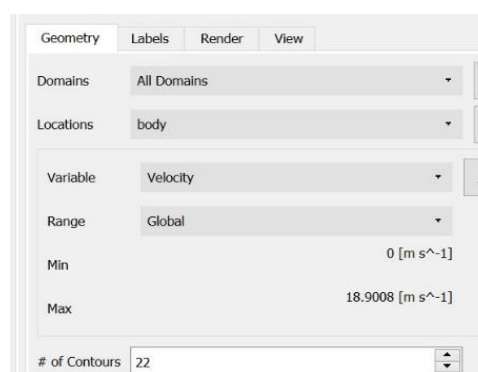 Geometry Labels Render View
Domains All Domains
Locations body
Variable Velocity
Range Global
Min 0 [m s^-1]
Max 18.9008 [m s^-1]
# of Contours 22